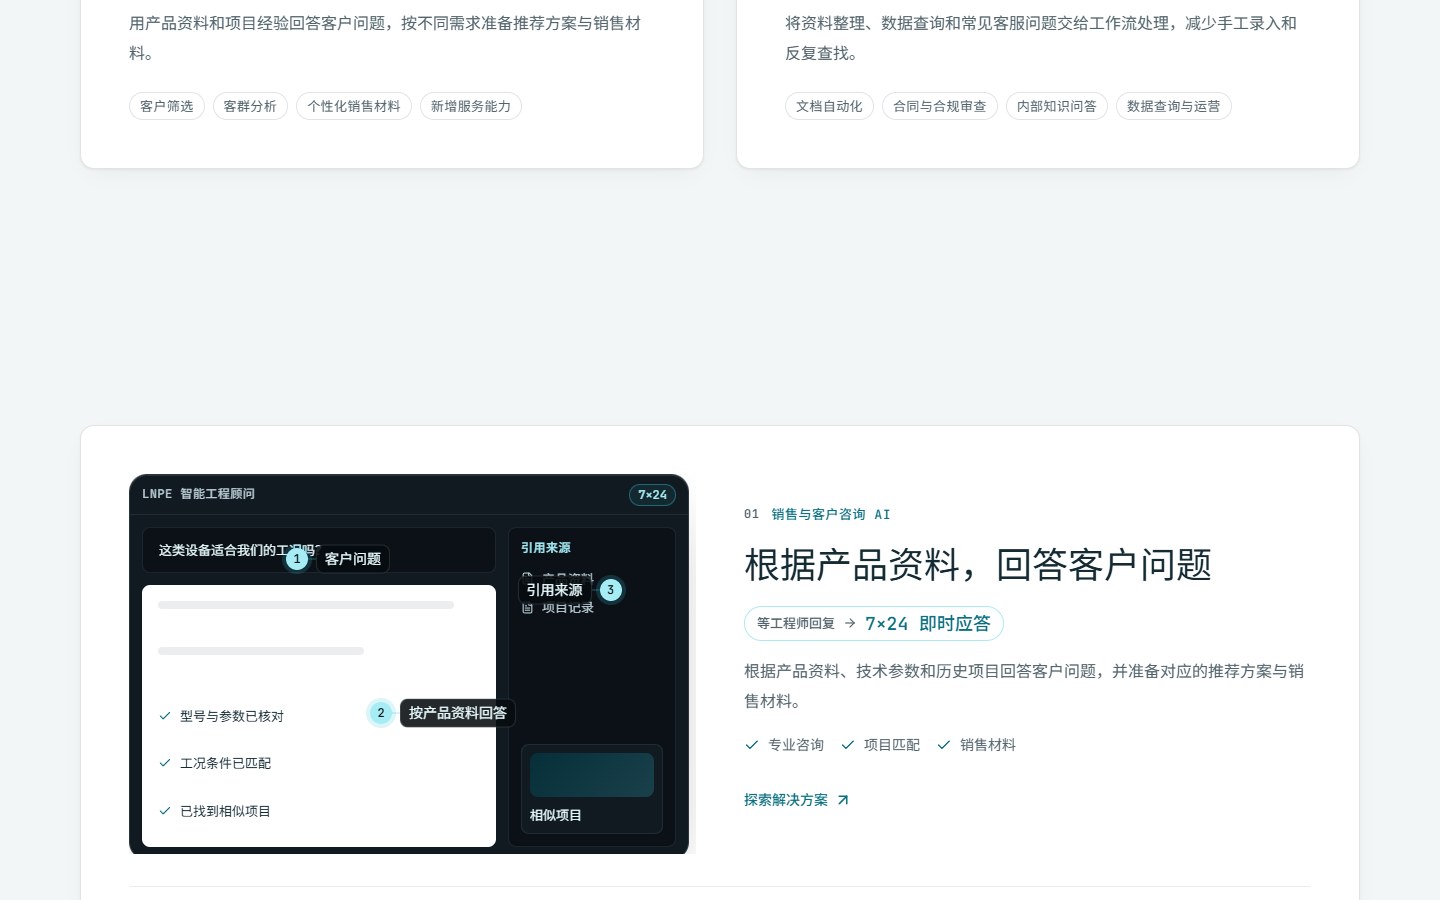 用产品资料和项目经验回答客户问题，按不同需求准备推荐方案与销售材
料。
客户筛选
客群分析
个性化销售材料
新增服务能力
将资料整理、数据查询和常见客服问题交给工作流处理，减少手工录入和
反复查找。
文档自动化
合同与合规审查
内部知识问答
数据查询与运营
LNPE 智能工程顾问
7×24
这类设备适合我们的工况吗?
1
客户问题
引用来源
产品资料
引用来源
3
项目记录
型号与参数已核对
2
按产品资料回答
工况条件已匹配
已找到相似项目
相似项目
01 销售与客户咨询 AI
根据产品资料，回答客户问题
等工程师回复 → 7×24 即时应答
根据产品资料、技术参数和历史项目回答客户问题，并准备对应的推荐方案与销
售材料。
专业咨询
项目匹配
销售材料
探索解决方案